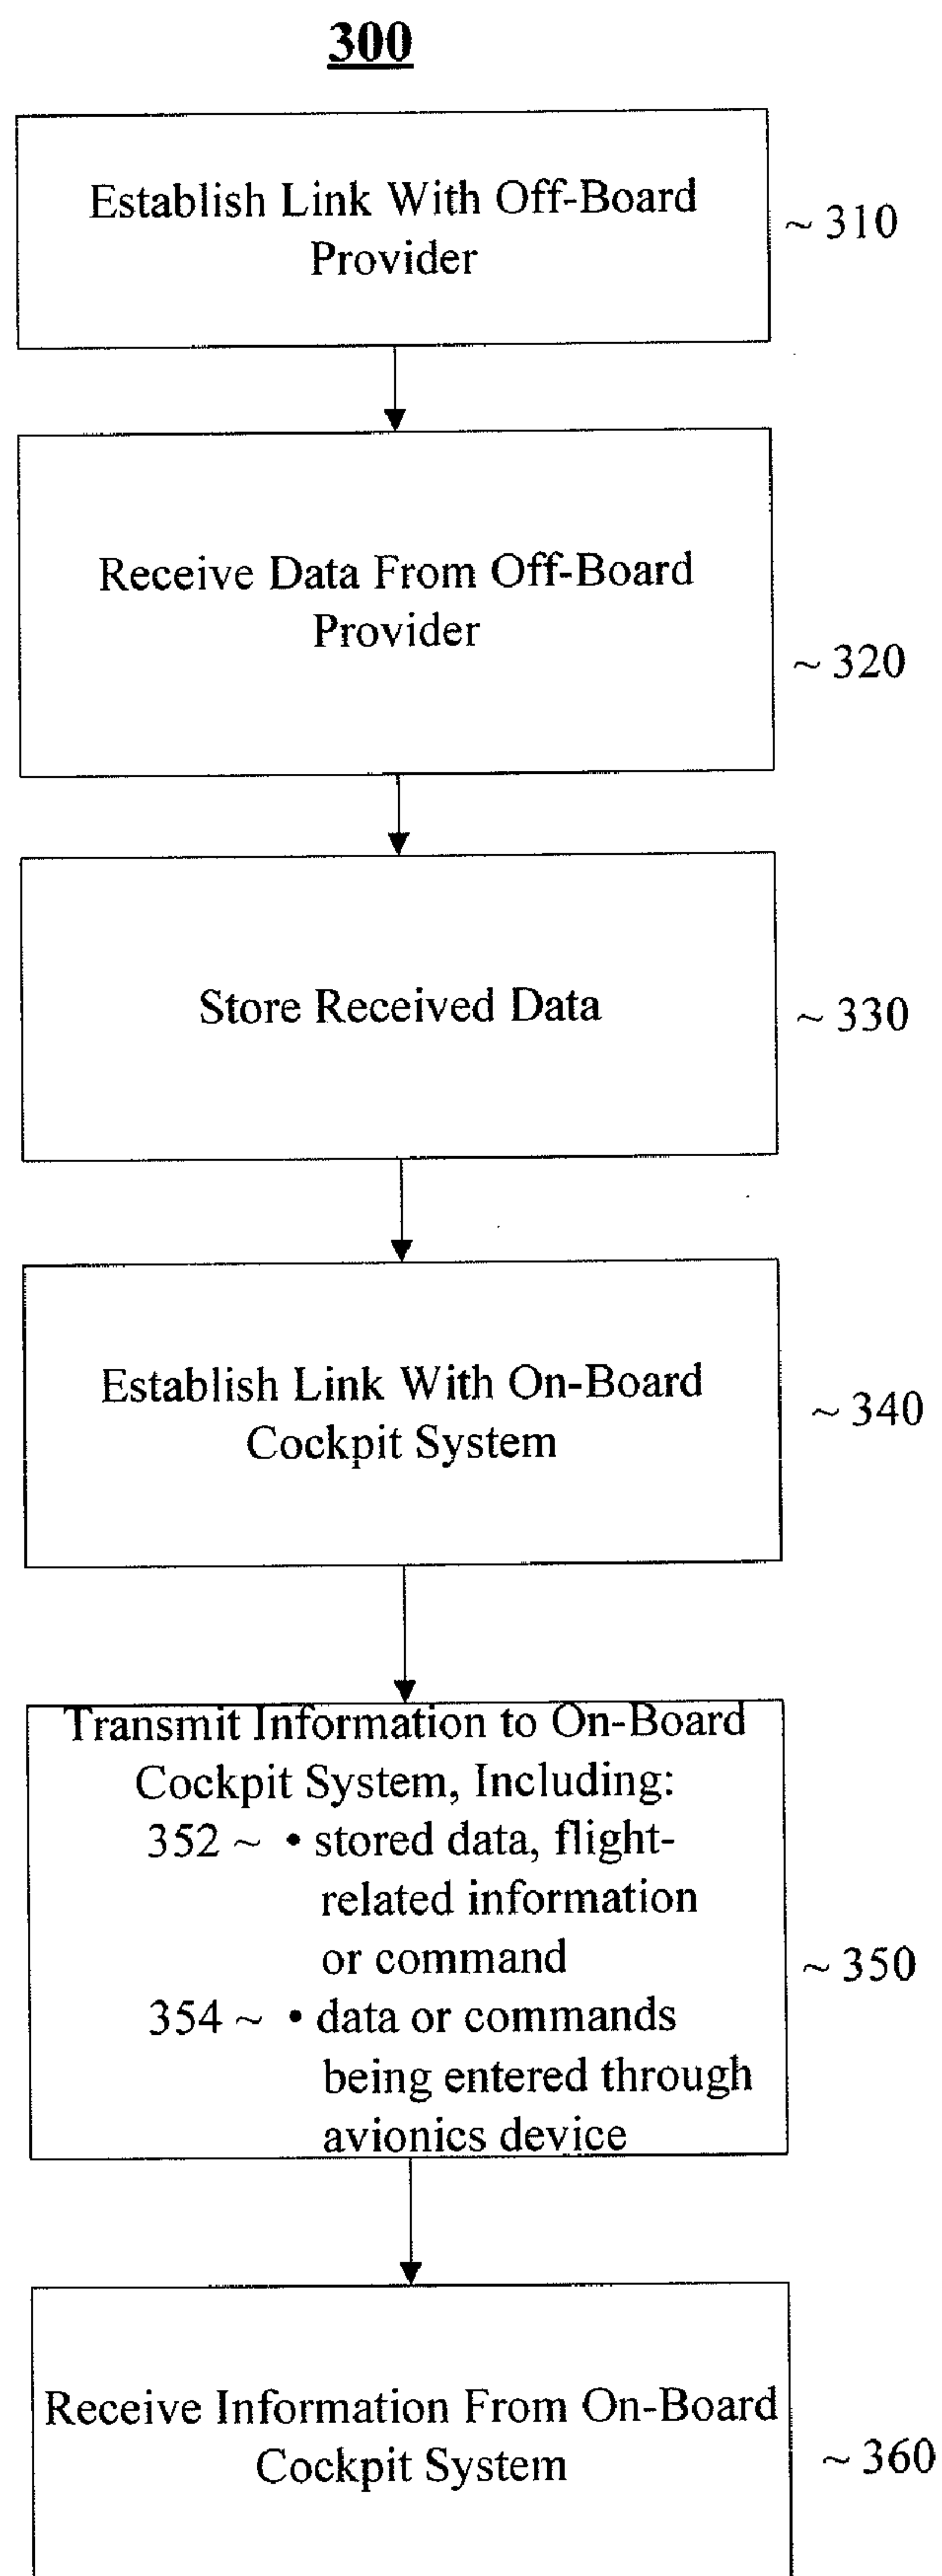 300
Establish Link With Off-Board
Provider
~ 310
Receive Data From Off-Board
Provider
~ 320
Store Received Data
~ 330
Establish Link With On-Board
Cockpit System
~ 340
Transmit Information to On-Board
Cockpit System, Including:
352 ~ • stored data, flight-
related information
or command
354 ~ • data or commands
being entered through
avionics device
~ 350
Receive Information From On-Board
Cockpit System
~ 360